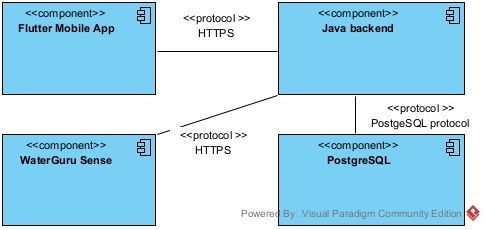 <<component>>
Flutter Mobile App
<<protocol >>
HTTPS
<<component>>
Java backend
<<protocol >>
PostgeSQL protocol
<<component>>
WaterGuru Sense
<<protocol >>
HTTPS
<<component>>
PostgreSQL
Powered By: Visual Paradigm Community Edition